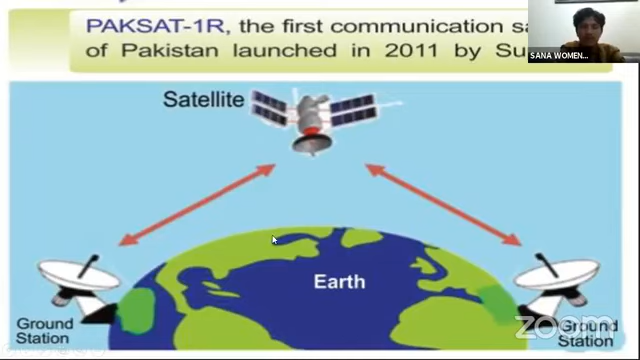 PAKSAT-1R, the first communication sa
of Pakistan launched in 2011 by Su
SANA WOMEN...
Satellite
Earth
Ground
Station
zoom
Ground
Station